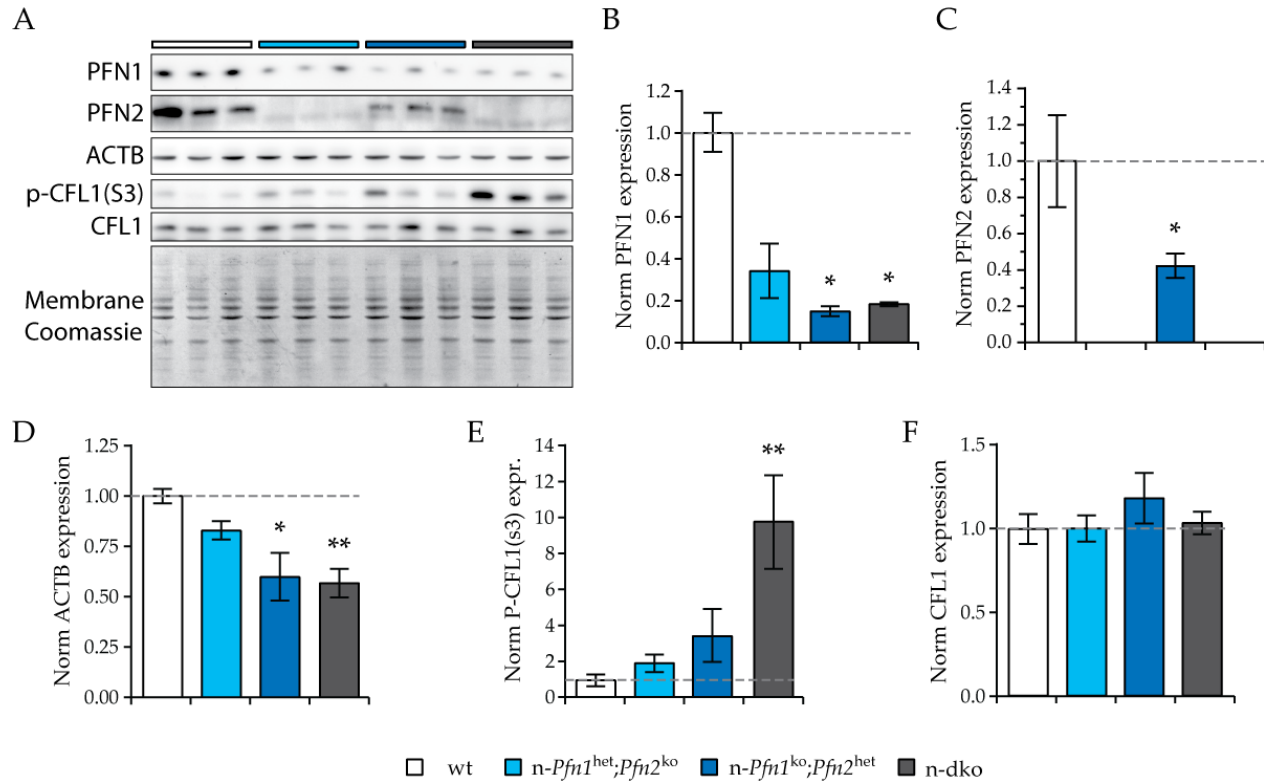 A
PFN1
PFN2
ACTB
p-CFL1(S3)
CFL1
Membrane
Coomassie
B
Norm PFN1 expression
1.2
1.0
0.8
0.6
0.4
0.2
0.0
*
*
C
Norm PFN2 expression
1.4
1.2
1.0
0.8
0.6
0.4
0.2
0.0
*
D
Norm ACTB expression
1.25
1.00
0.75
0.50
0.25
0.00
*
**
E
Norm P-CFL1(s3) expr.
14
12
10
8
6
4
2
0
**
F
Norm CFL1 expression
1.5
1.0
0.5
0.0
wt
n-Pfn1het;Pfn2ko
n-Pfn1ko;Pfn2het
n-dko